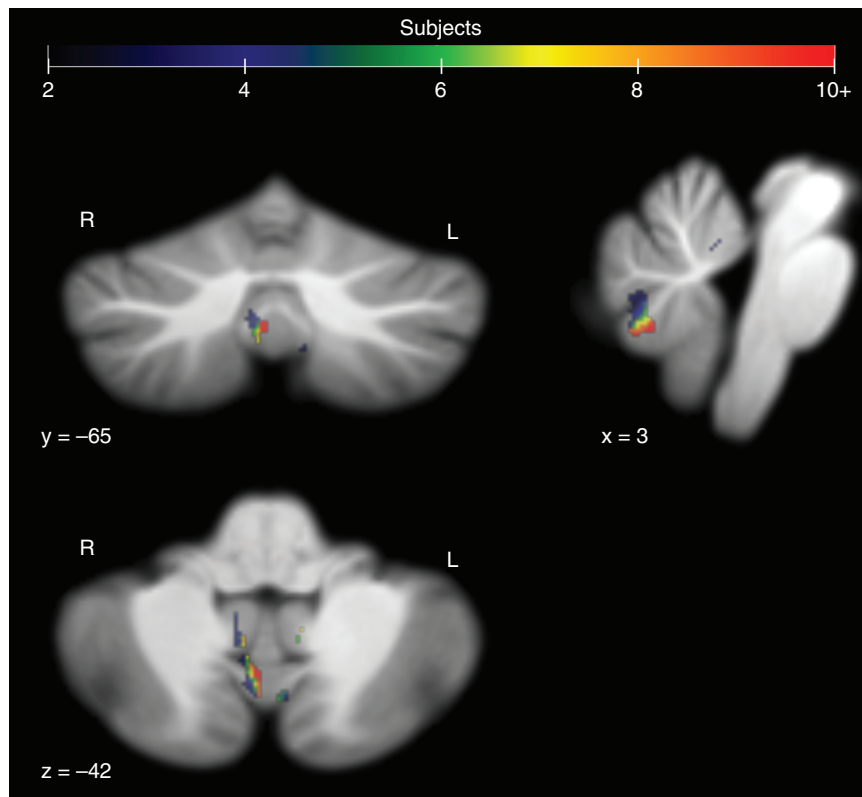 Subjects
2 4 6 8 10+
R
L
y = –65
x = 3
R
L
z = –42